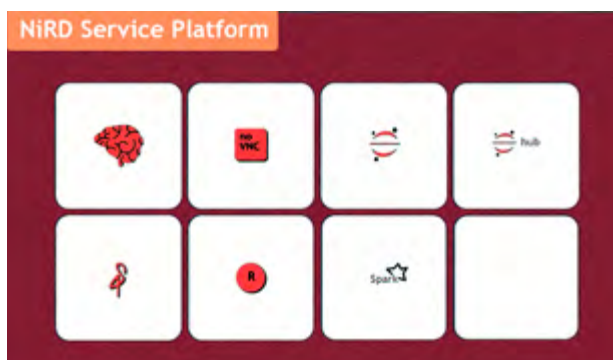 NiRD Service Platform
no
VNC
hub
R
Spark